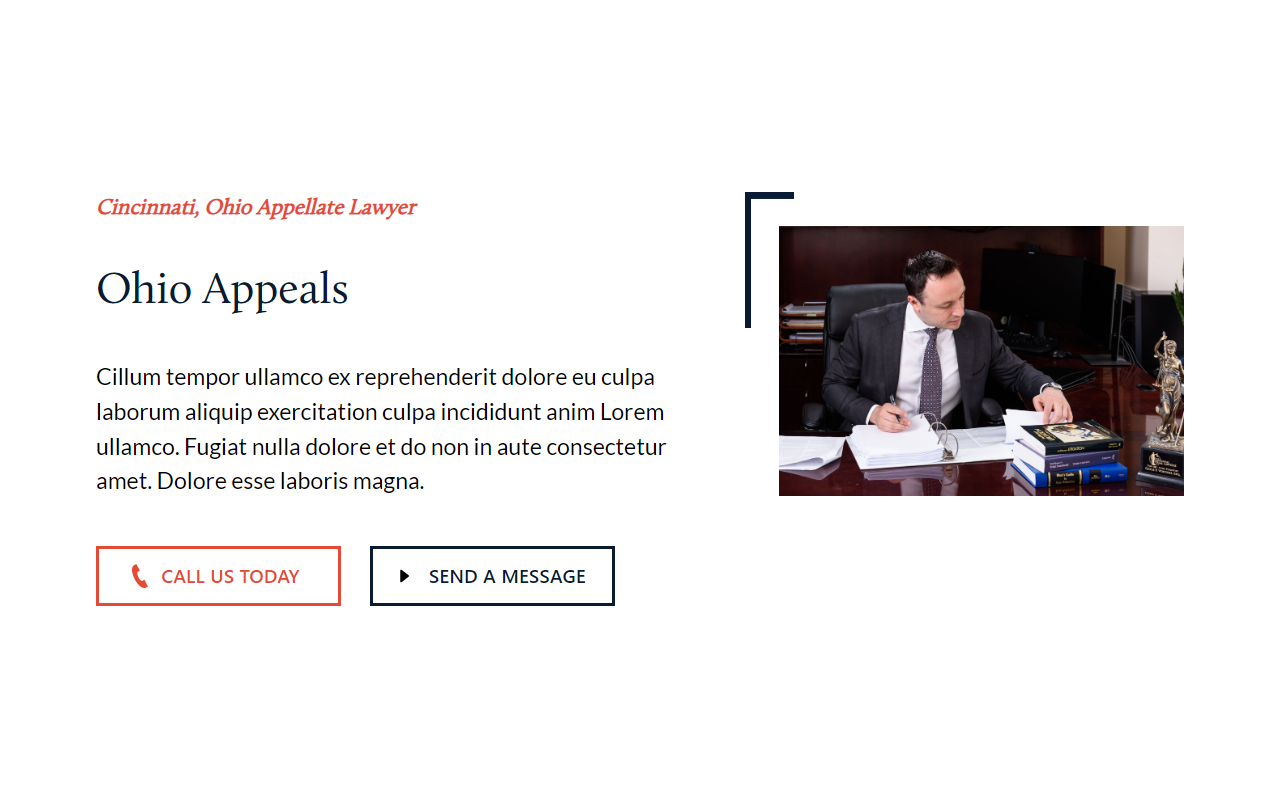 Cincinnati, Ohio Appellate Lawyer
Ohio Appeals
Cillum tempor ullamco ex reprehenderit dolore eu culpa
laborum aliquip exercitation culpa incididunt anim Lorem
ullamco. Fugiat nulla dolore et do non in aute consectetur
amet. Dolore esse laboris magna.
CALL US TODAY
SEND A MESSAGE